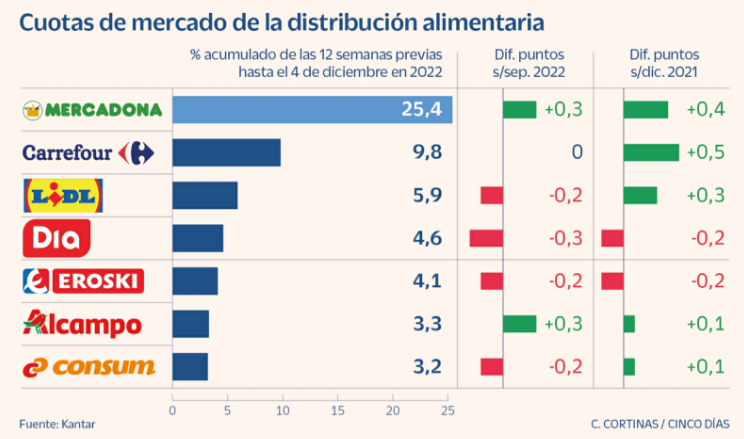 Cuotas de mercado de la distribución alimentaria
% acumulado de las 12 semanas previas
hasta el 4 de diciembre en 2022
Dif. puntos
s/sep. 2022
Dif. puntos
s/dic. 2021
MERCADONA 25,4 +0,3 +0,4
Carrefour 9,8 0 +0,5
LIDL 5,9 -0,2 +0,3
Dia 4,6 -0,3 -0,2
EROSKI 4,1 -0,2 -0,2
Alcampo 3,3 +0,3 +0,1
consum 3,2 -0,2 +0,1
0 5 10 15 20 25
Fuente: Kantar
C. CORTINAS / CINCO DÍAS